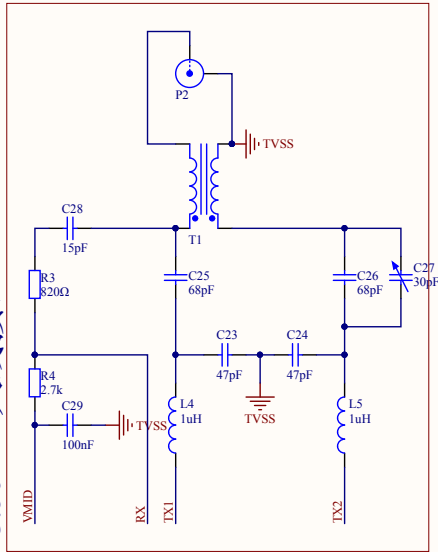 P2
TVSS
T1
C28
15pF
R3
820Ω
C25
68pF
C26
68pF
C27
30pF
C23
47pF
C24
47pF
R4
2.7k
C29
100nF
TVSS
TVSS
L4
1uH
L5
1uH
VMID
RX
TX1
TX2